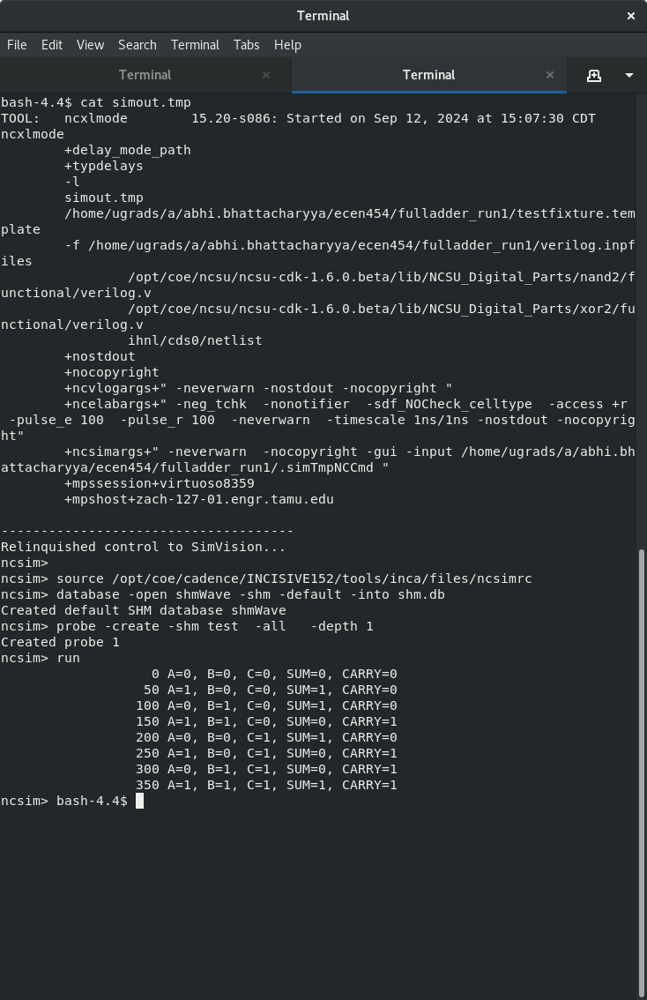 Terminal
File Edit View Search Terminal Tabs Help
Terminal Terminal
bash-4.4$ cat simout.tmp
TOOL:   ncxlmode        15.20-s086: Started on Sep 12, 2024 at 15:07:30 CDT
ncxlmode
        +delay_mode_path
        +typdelays
        -l
        simout.tmp
        /home/ugrads/a/abhi.bhattacharyya/ecen454/fulladder_run1/testfixture.tem
plate
        -f /home/ugrads/a/abhi.bhattacharyya/ecen454/fulladder_run1/verilog.inpf
iles
                /opt/coe/ncsu/ncsu-cdk-1.6.0.beta/lib/NCSU_Digital_Parts/nand2/f
unctional/verilog.v
                /opt/coe/ncsu/ncsu-cdk-1.6.0.beta/lib/NCSU_Digital_Parts/xor2/fu
nctional/verilog.v
                ihnl/cds0/netlist
        +nostdout
        +nocopyright
        +ncvlogargs+" -neverwarn -nostdout -nocopyright "
        +ncelabargs+" -neg_tchk  -nonotifier  -sdf_NOCheck_celltype  -access +r
 -pulse_e 100  -pulse_r 100  -neverwarn  -timescale 1ns/1ns -nostdout -nocopyrig
ht"
        +ncsimargs+" -neverwarn  -nocopyright -gui -input /home/ugrads/a/abhi.bh
attacharyya/ecen454/fulladder_run1/.simTmpNCCmd "
        +mpssession+virtuoso8359
        +mpshost+zach-127-01.engr.tamu.edu

-------------------------------------
Relinquished control to SimVision...
ncsim>
ncsim> source /opt/coe/cadence/INCISIVE152/tools/inca/files/ncsimrc
ncsim> database -open shmWave -shm -default -into shm.db
Created default SHM database shmWave
ncsim> probe -create -shm test  -all   -depth 1
Created probe 1
ncsim> run
                   0 A=0, B=0, C=0, SUM=0, CARRY=0
                  50 A=1, B=0, C=0, SUM=1, CARRY=0
                 100 A=0, B=1, C=0, SUM=1, CARRY=0
                 150 A=1, B=1, C=0, SUM=0, CARRY=1
                 200 A=0, B=0, C=1, SUM=1, CARRY=0
                 250 A=1, B=0, C=1, SUM=0, CARRY=1
                 300 A=0, B=1, C=1, SUM=0, CARRY=1
                 350 A=1, B=1, C=1, SUM=1, CARRY=1
ncsim> bash-4.4$